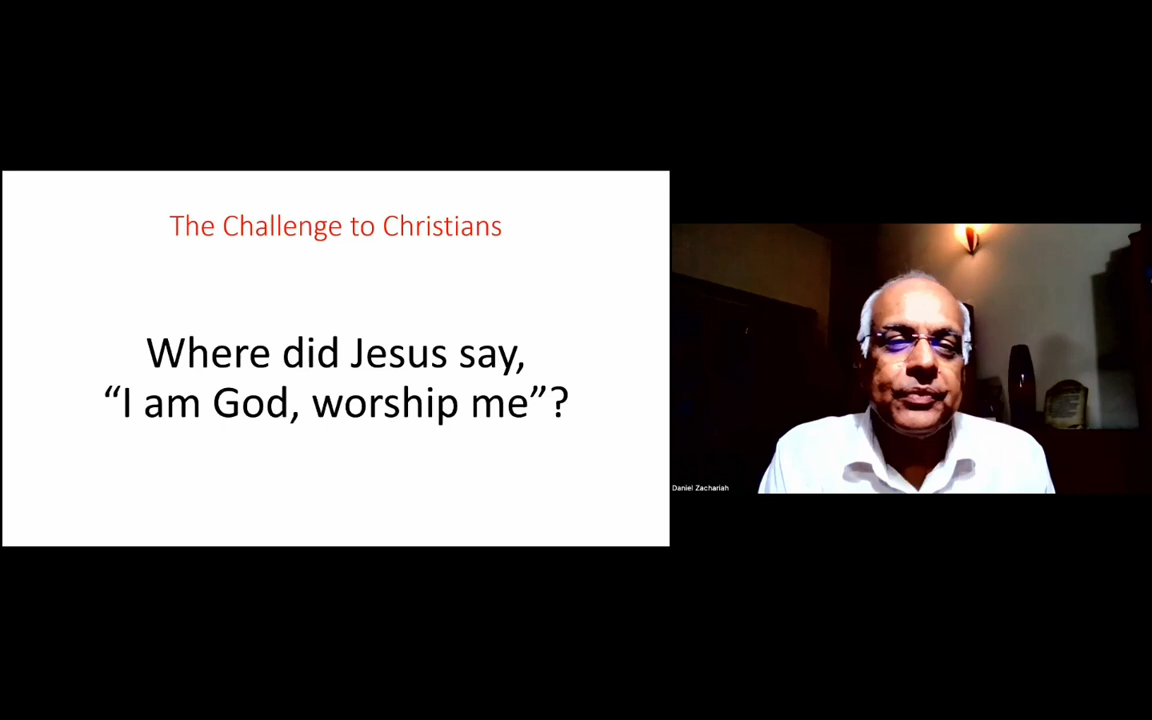 The Challenge to Christians
Where did Jesus say,
“I am God, worship me”?
Daniel Zachariah